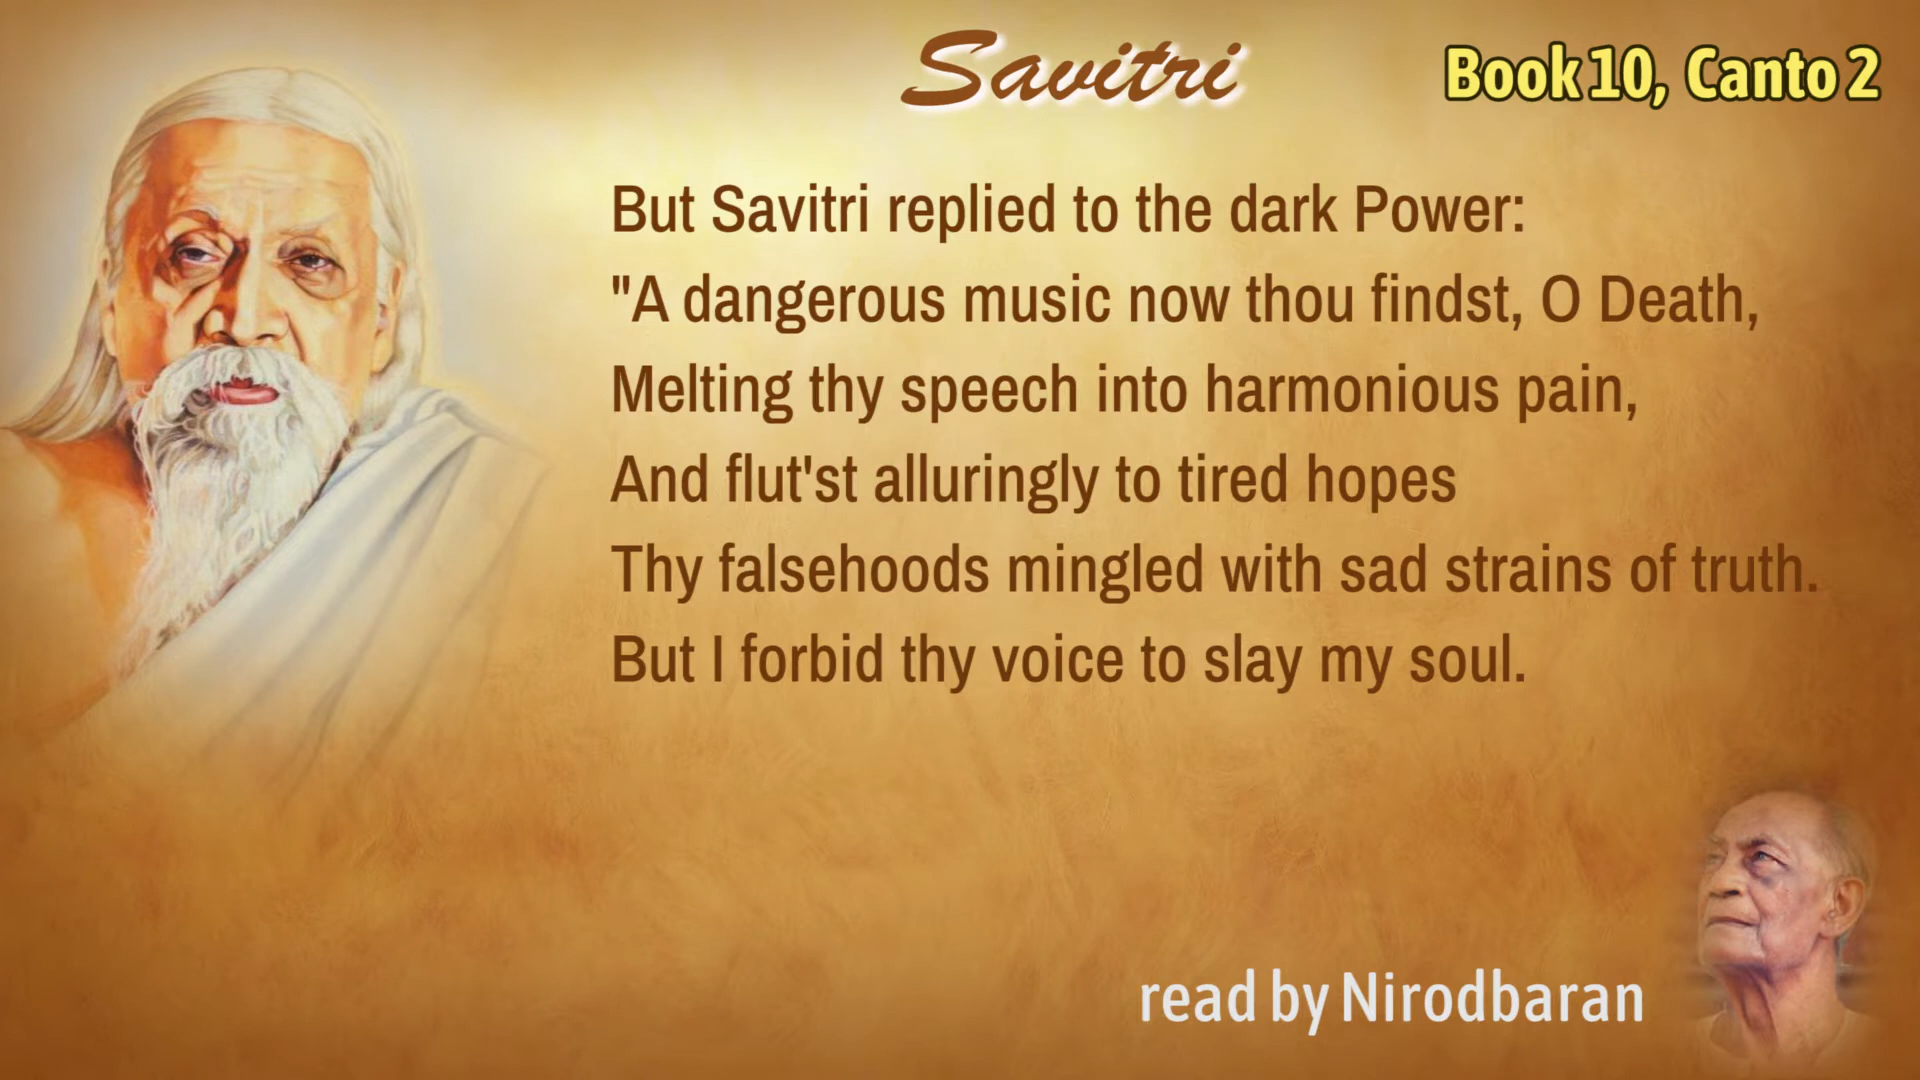 Savitri
Book 10, Canto 2
But Savitri replied to the dark Power:
"A dangerous music now thou findst, O Death,
Melting thy speech into harmonious pain,
And flut'st alluringly to tired hopes
Thy falsehoods mingled with sad strains of truth.
But I forbid thy voice to slay my soul.
read by Nirodbaran